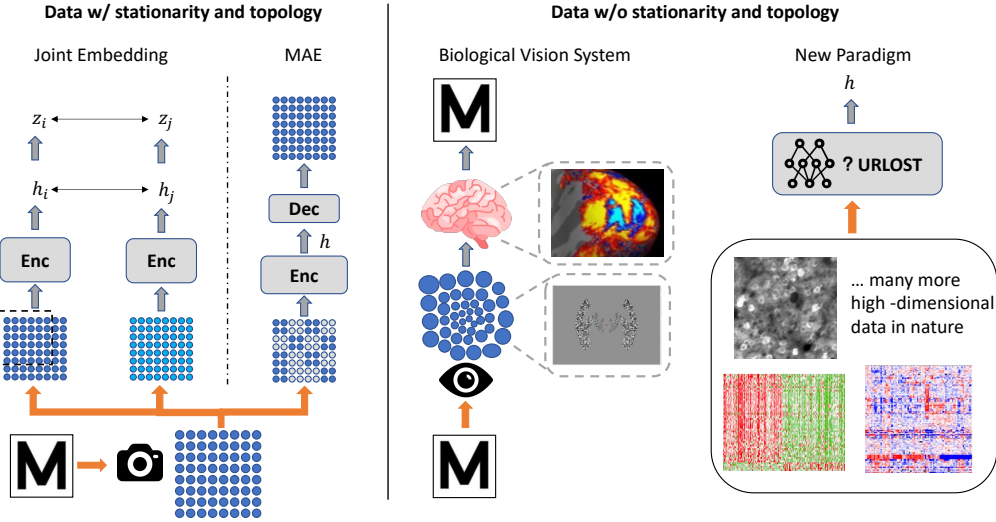 Data w/ stationarity and topology
Data w/o stationarity and topology
Joint Embedding
MAE
Biological Vision System
New Paradigm
z_i
z_j
h_i
h_j
Enc
Enc
Dec
h
Enc
M
M
M
h
? URLOST
... many more
high -dimensional
data in nature